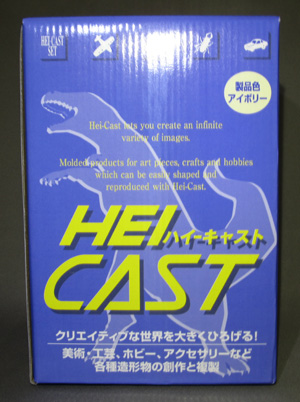 HEI-CAST
SET
製品色
アイボリー
Hei-Cast lets you create an infinite
variety of images.
Molded products for art pieces, crafts and hobbies
which can be easily shaped and
reproduced with Hei-Cast.
HEI
ハイ-キャスト
CAST
クリエイティブな世界を大きくひろげる!
美術・工芸、ホビー、アクセサリーなど
各種造形物の創作と複製